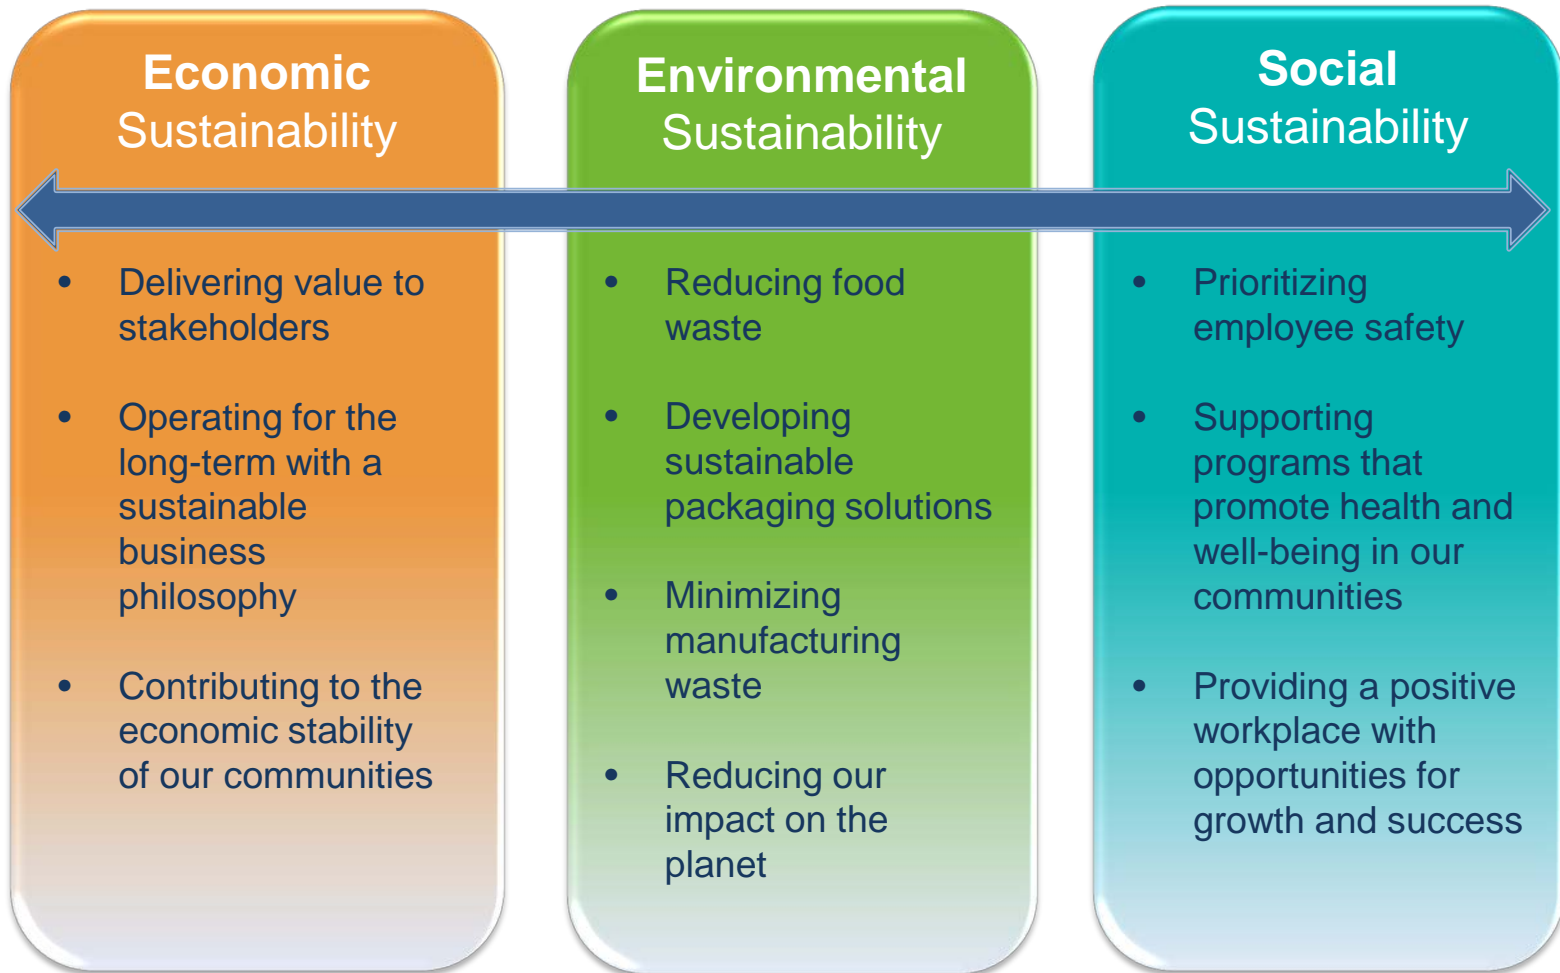 Economic
Sustainability
• Delivering value to
stakeholders
• Operating for the
long-term with a
sustainable
business
philosophy
• Contributing to the
economic stability
of our communities
Environmental
Sustainability
• Reducing food
waste
• Developing
sustainable
packaging solutions
• Minimizing
manufacturing
waste
• Reducing our
impact on the
planet
Social
Sustainability
• Prioritizing
employee safety
• Supporting
programs that
promote health and
well-being in our
communities
• Providing a positive
workplace with
opportunities for
growth and success